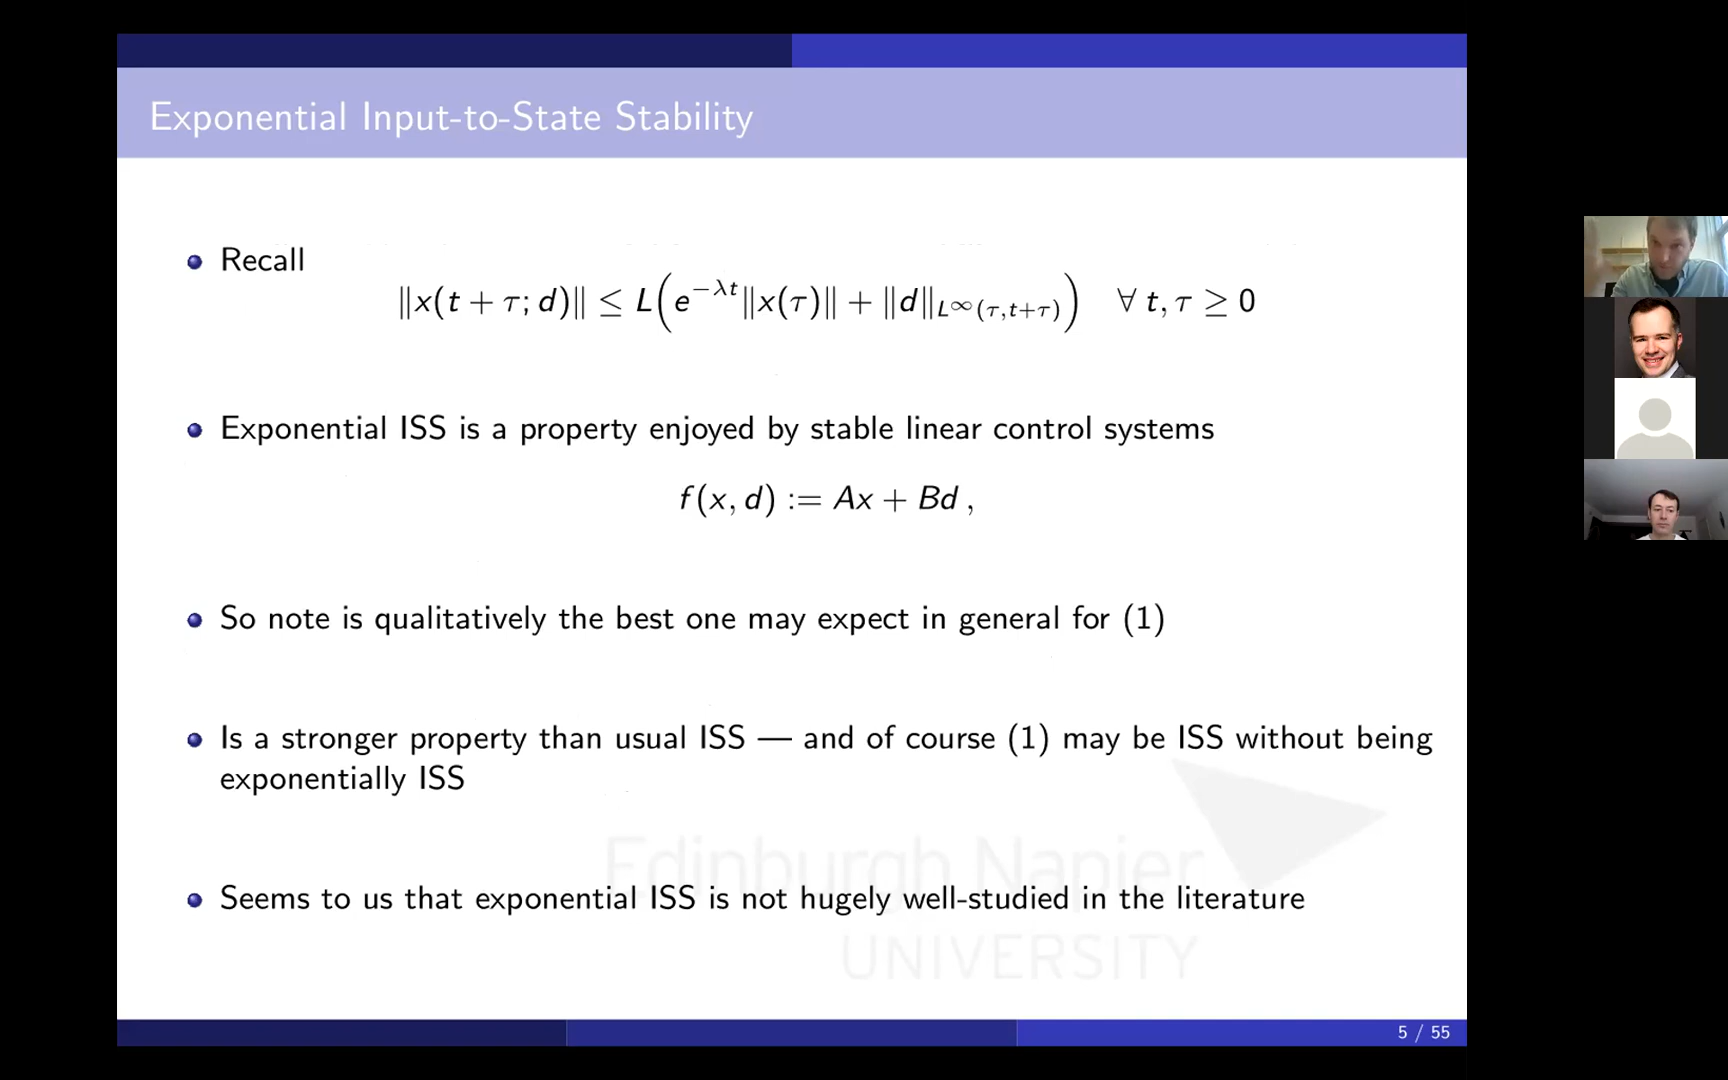 Exponential Input-to-State Stability
Recall
‖x(t + τ; d)‖ ≤ L(e^{−λt}‖x(τ)‖ + ‖d‖_{L^∞(τ,t+τ)}) ∀ t, τ ≥ 0
Exponential ISS is a property enjoyed by stable linear control systems
f(x, d) := Ax + Bd ,
So note is qualitatively the best one may expect in general for (1)
Is a stronger property than usual ISS — and of course (1) may be ISS without being
exponentially ISS
Seems to us that exponential ISS is not hugely well-studied in the literature
Edinburgh Napier
UNIVERSITY
5 / 55